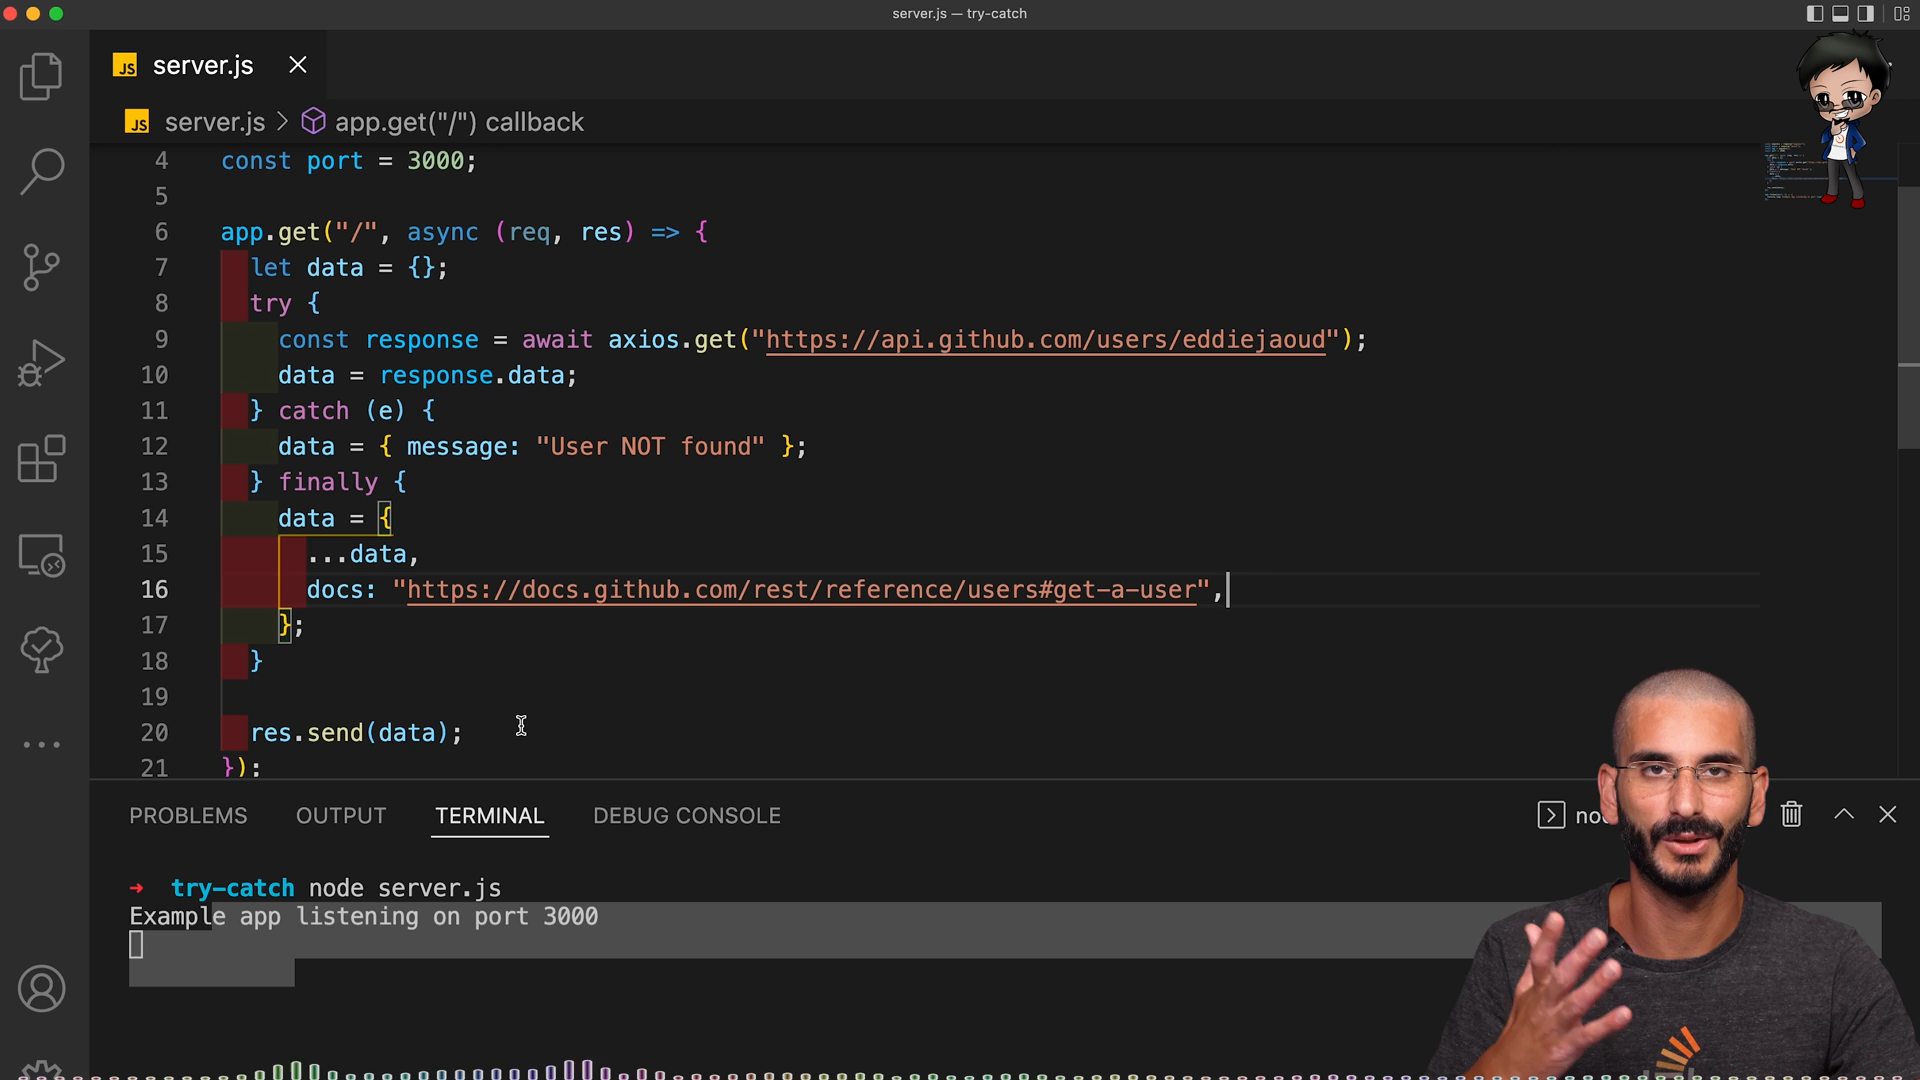 server.js — try-catch
JS server.js
JS server.js > app.get("/") callback
4 const port = 3000;
5
6 app.get("/", async (req, res) => {
7 let data = {};
8 try {
9 const response = await axios.get("https://api.github.com/users/eddiejaoud");
10 data = response.data;
11 } catch (e) {
12 data = { message: "User NOT found" };
13 } finally {
14 data = {
15 ...data,
16 docs: "https://docs.github.com/rest/reference/users#get-a-user",
17 };
18 }
19
20 res.send(data);
21 });
PROBLEMS OUTPUT TERMINAL DEBUG CONSOLE
➜ try-catch node server.js
Example app listening on port 3000